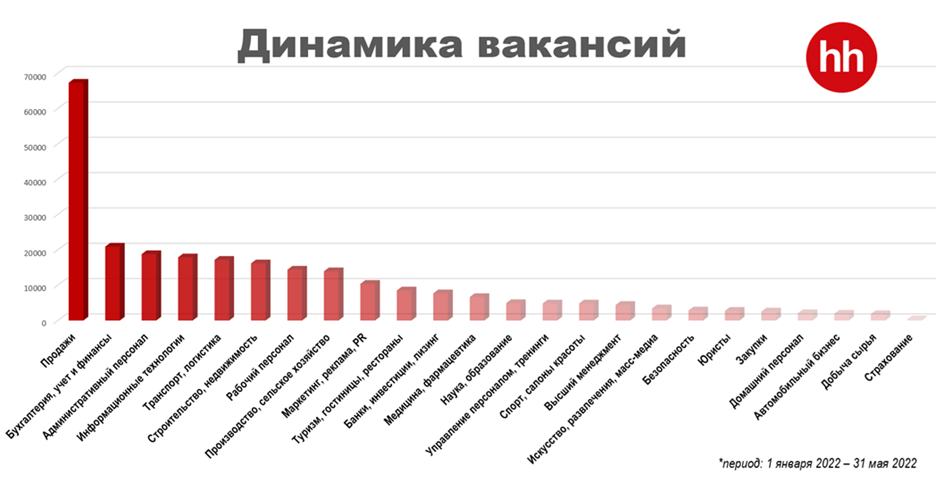 Динамика вакансий
hh
70000
60000
50000
40000
30000
20000
10000
0
Продажи
Бухгалтерия, учет и финансы
Административный персонал
Информационные технологии
Транспорт, логистика
Строительство, недвижимость
Рабочий персонал
Производство, сельское хозяйство
Маркетинг, реклама, PR
Туризм, гостиницы, рестораны
Банки, инвестиции, лизинг
Медицина, фармацевтика
Наука, образование
Управление персоналом, тренинги
Спорт, салоны красоты
Высший менеджмент
Искусство, развлечения, масс-медиа
Безопасность
Юристы
Закупки
Домашний персонал
Автомобильный бизнес
Добыча сырья
Страхование
*период: 1 января 2022 – 31 мая 2022